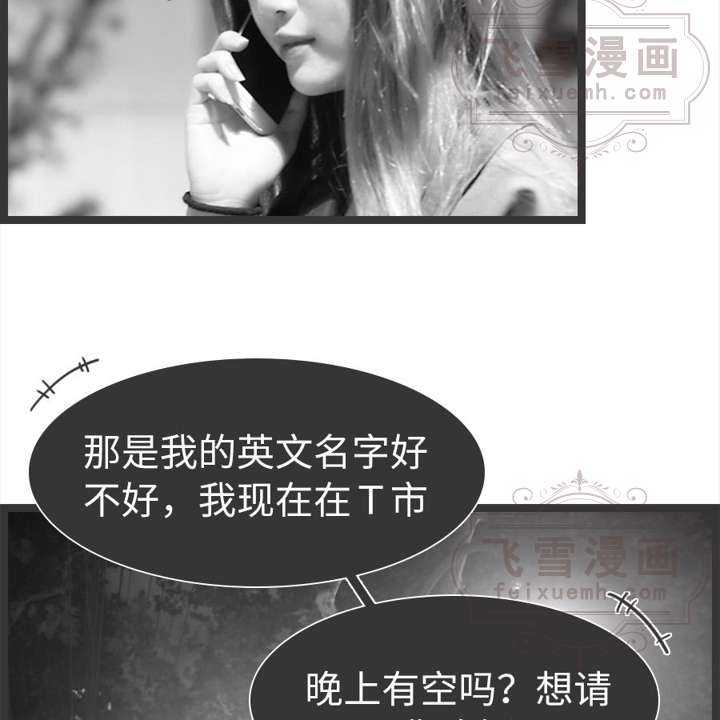 飞雪漫画
feixuemh.com
那是我的英文名字好
不好，我现在在T市
飞雪漫画
feixuemh.com
晚上有空吗？想请